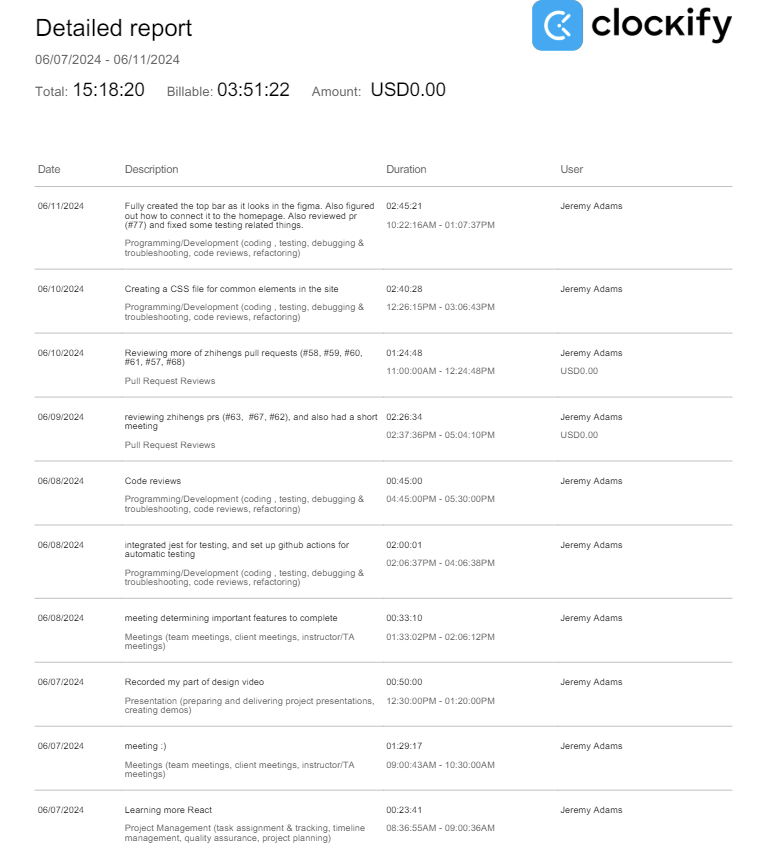 Detailed report
clockify
06/07/2024 - 06/11/2024
Total: 15:18:20 Billable: 03:51:22 Amount: USD0.00
Date Description Duration User
06/11/2024 Fully created the top bar as it looks in the figma. Also figured 02:45:21 Jeremy Adams
out how to connect it to the homepage. Also reviewed pr
(#77) and fixed some testing related things. 10:22:16AM - 01:07:37PM
Programming/Development (coding , testing, debugging &
troubleshooting, code reviews, refactoring)
06/10/2024 Creating a CSS file for common elements in the site 02:40:28 Jeremy Adams
Programming/Development (coding , testing, debugging & 12:26:15PM - 03:06:43PM
troubleshooting, code reviews, refactoring)
06/10/2024 Reviewing more of zhihengs pull requests (#58, #59, #60, 01:24:48 Jeremy Adams
#61, #57, #68)
11:00:00AM - 12:24:48PM USD0.00
Pull Request Reviews
06/09/2024 reviewing zhihengs prs (#63,  #67, #62), and also had a short 02:26:34 Jeremy Adams
meeting
02:37:36PM - 05:04:10PM USD0.00
Pull Request Reviews
06/08/2024 Code reviews 00:45:00 Jeremy Adams
Programming/Development (coding , testing, debugging & 04:45:00PM - 05:30:00PM
troubleshooting, code reviews, refactoring)
06/08/2024 integrated jest for testing, and set up github actions for 02:00:01 Jeremy Adams
automatic testing
02:06:37PM - 04:06:38PM
Programming/Development (coding , testing, debugging &
troubleshooting, code reviews, refactoring)
06/08/2024 meeting determining important features to complete 00:33:10 Jeremy Adams
Meetings (team meetings, client meetings, instructor/TA 01:33:02PM - 02:06:12PM
meetings)
06/07/2024 Recorded my part of design video 00:50:00 Jeremy Adams
Presentation (preparing and delivering project presentations, 12:30:00PM - 01:20:00PM
creating demos)
06/07/2024 meeting :) 01:29:17 Jeremy Adams
Meetings (team meetings, client meetings, instructor/TA 09:00:43AM - 10:30:00AM
meetings)
06/07/2024 Learning more React 00:23:41 Jeremy Adams
Project Management (task assignment & tracking, timeline 08:36:55AM - 09:00:36AM
management, quality assurance, project planning)